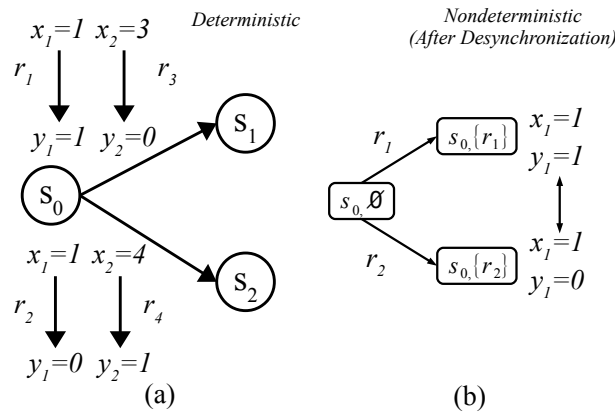 Deterministic
x₁=1 x₂=3
r₁ r₃
y₁=1 y₂=0
s₁
s₀
x₁=1 x₂=4
s₂
r₂ r₄
y₁=0 y₂=1
(a)
Nondeterministic
(After Desynchronization)
r₁
s₀,{r₁}
x₁=1
y₁=1
s₀,∅
r₂
s₀,{r₂}
x₁=1
y₁=0
(b)